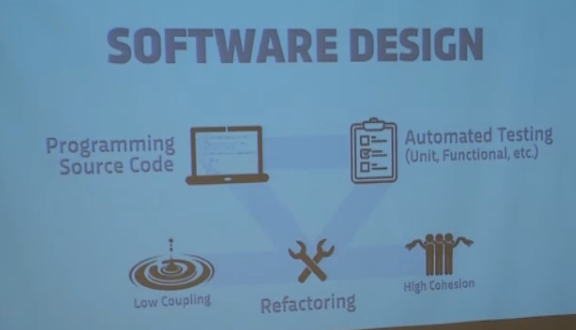 SOFTWARE DESIGN
Programming
Source Code
Automated Testing
(Unit, Functional, etc.)
Low Coupling
Refactoring
High Cohesion